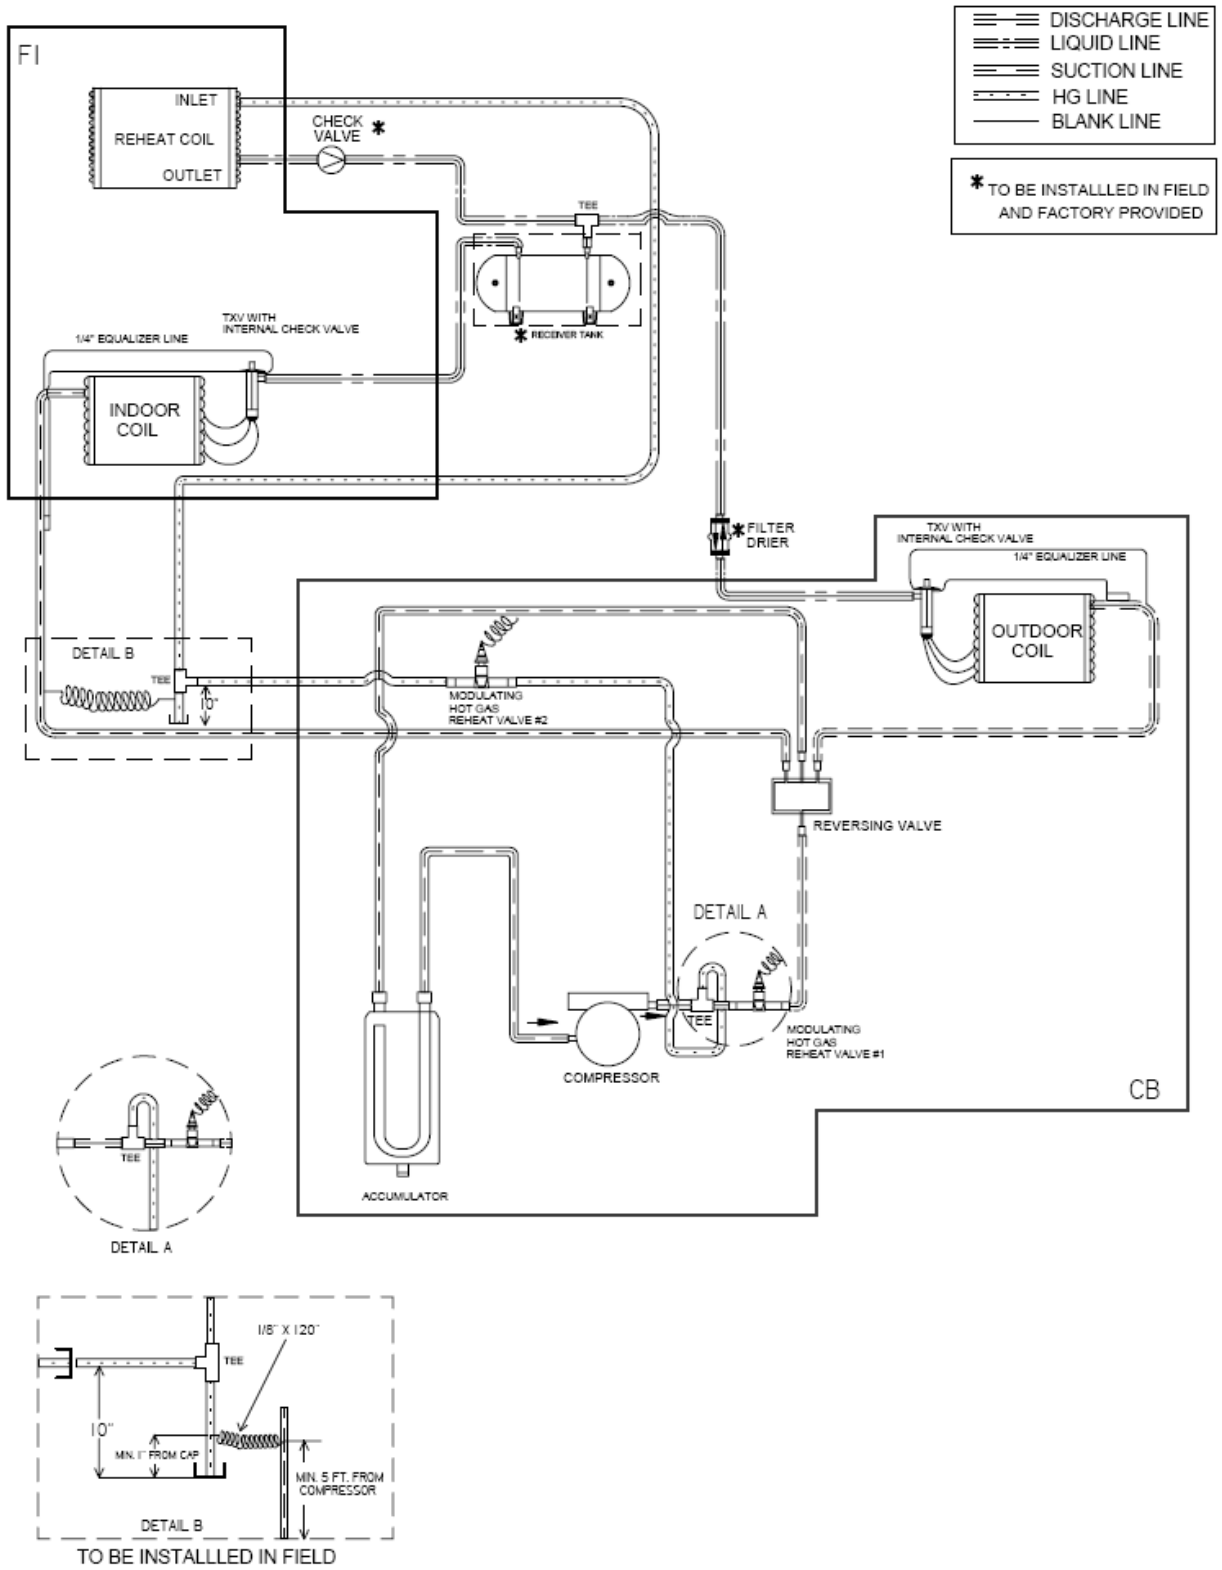 FI
DISCHARGE LINE
LIQUID LINE
SUCTION LINE
HG LINE
BLANK LINE
* TO BE INSTALLLED IN FIELD
AND FACTORY PROVIDED
INLET
REHEAT COIL
OUTLET
CHECK
VALVE *
TEE
* RECEIVER TANK
TXV WITH
INTERNAL CHECK VALVE
1/4" EQUALIZER LINE
INDOOR
COIL
* FILTER
DRIER
TXV WITH
INTERNAL CHECK VALVE
1/4" EQUALIZER LINE
OUTDOOR
COIL
DETAIL B
TEE
MODULATING
HOT GAS
REHEAT VALVE #2
REVERSING VALVE
DETAIL A
TEE
MODULATING
HOT GAS
REHEAT VALVE #1
COMPRESSOR
CB
ACCUMULATOR
TEE
DETAIL A
1/8" X 120"
TEE
10"
MIN. 1" FROM CAP
MIN. 5 FT. FROM
COMPRESSOR
DETAIL B
TO BE INSTALLLED IN FIELD